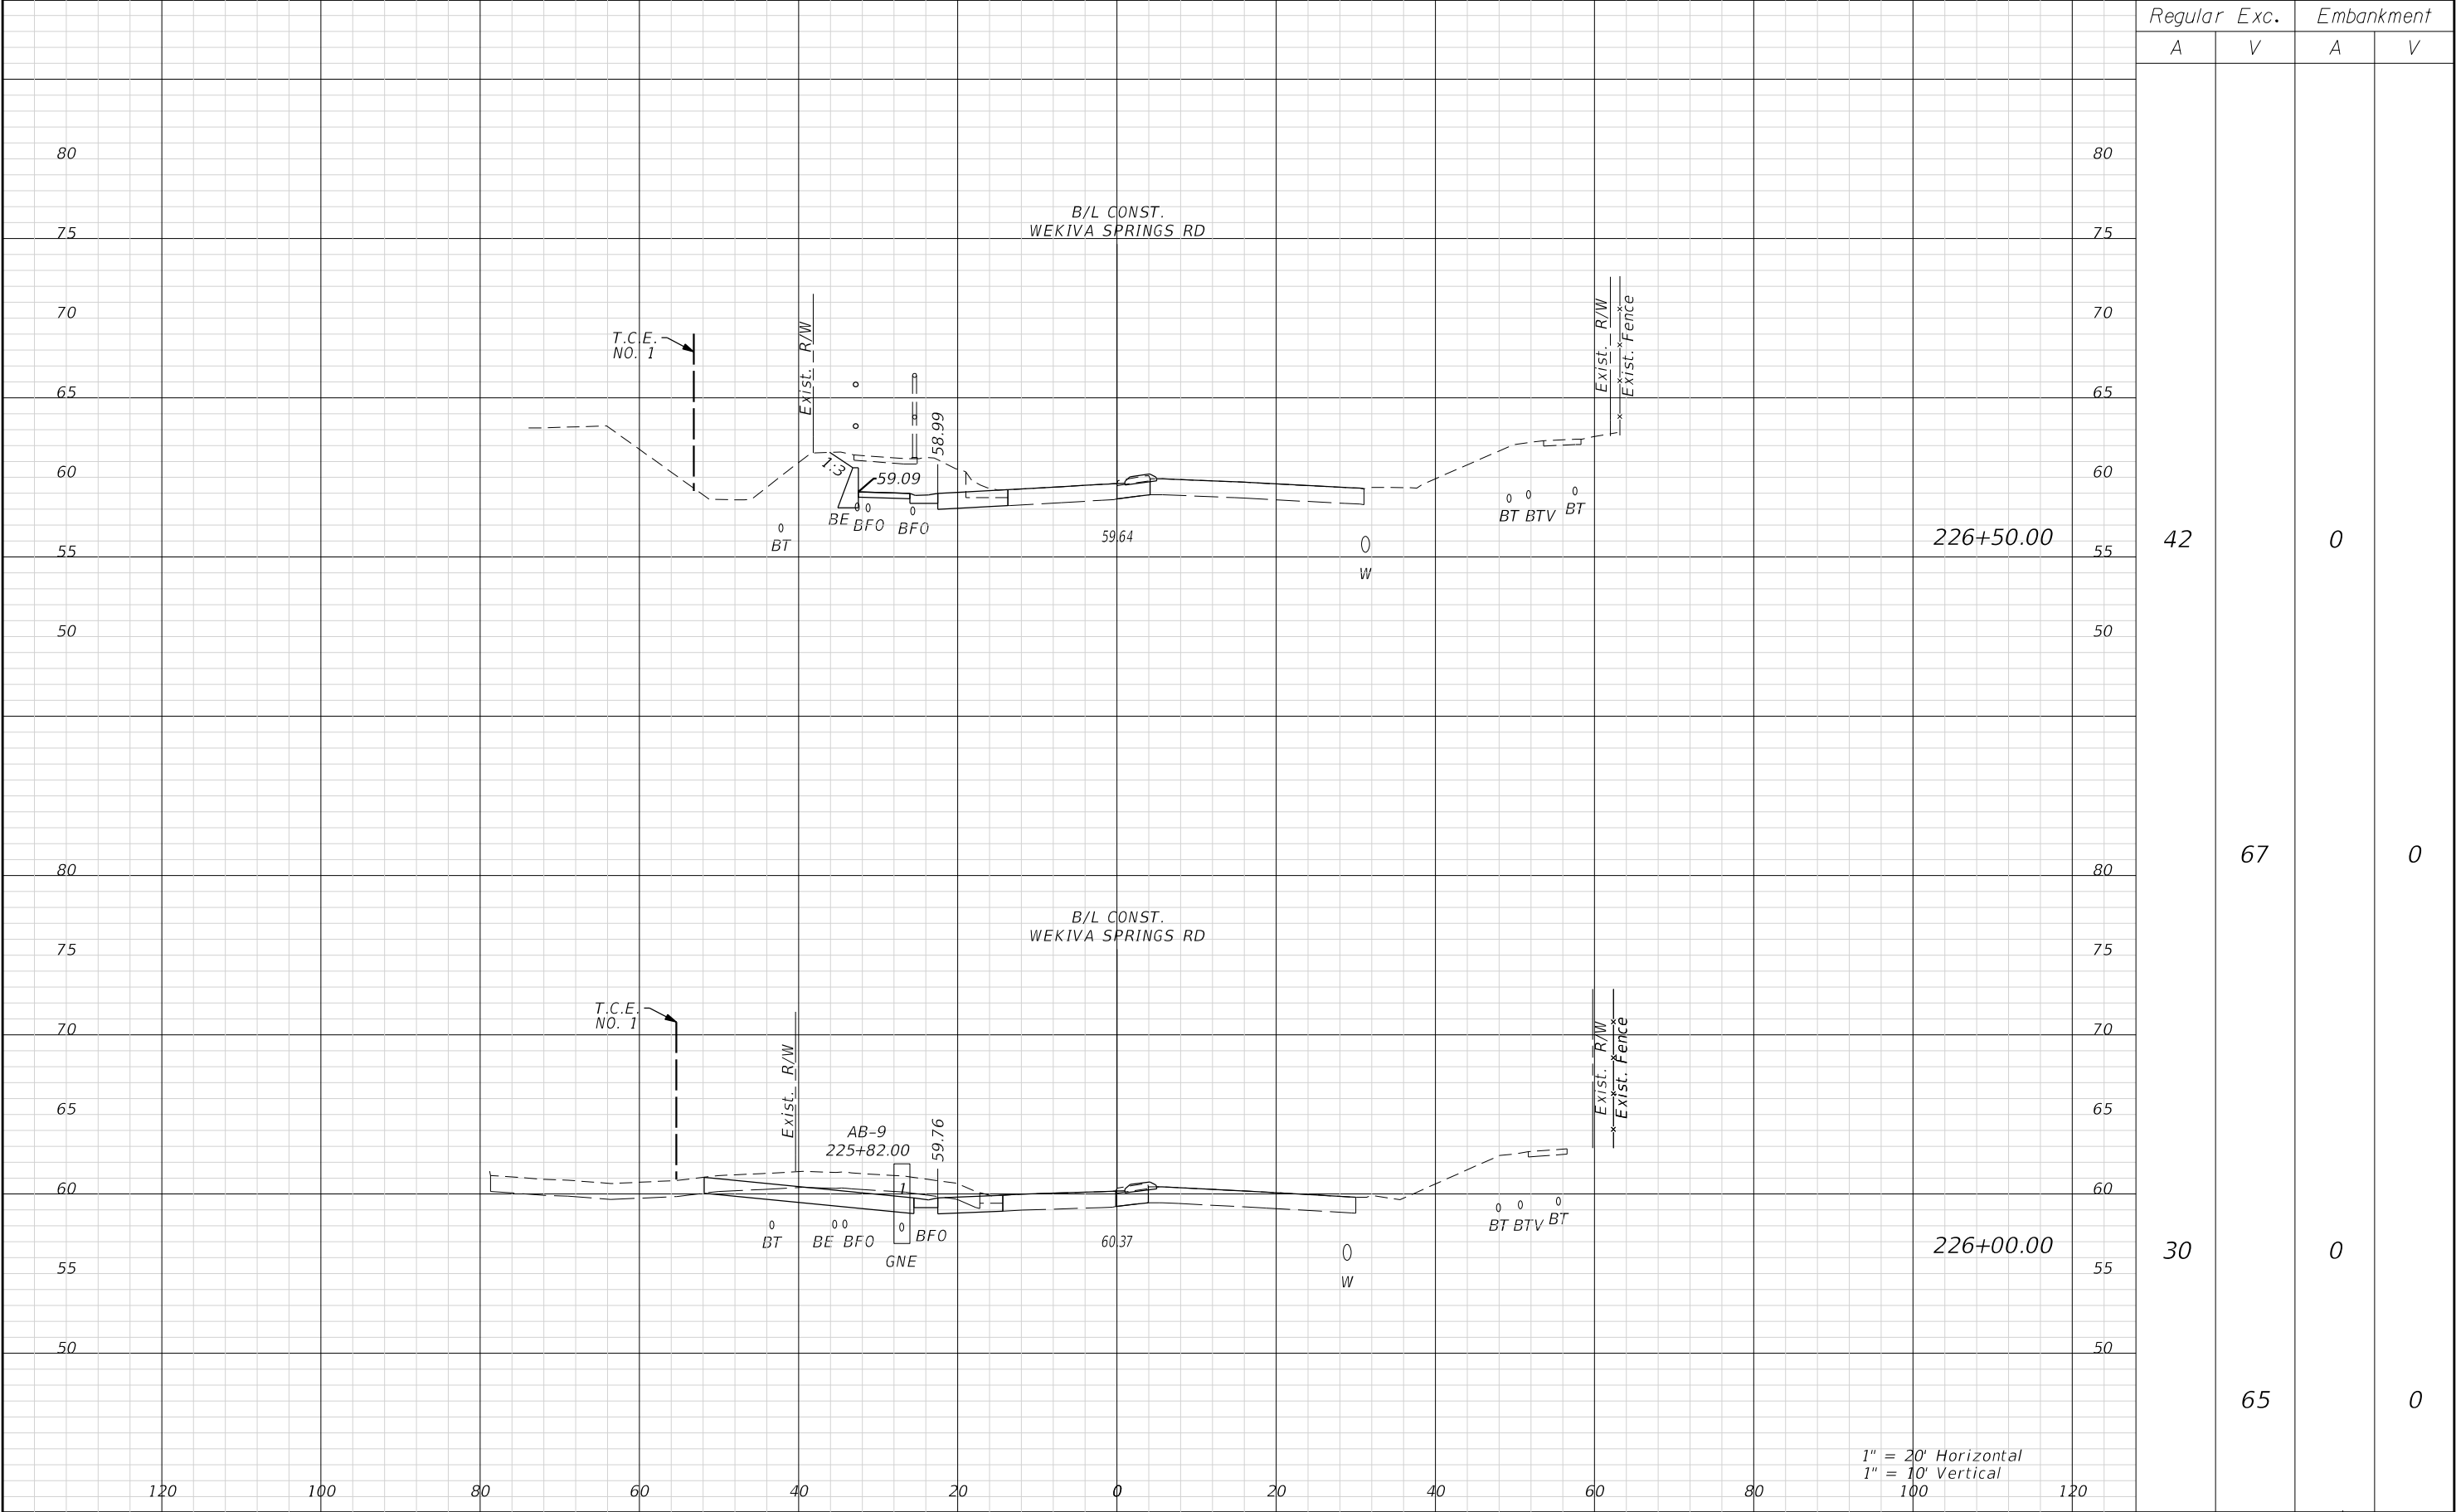 Regular Exc. Embankment
A V A V
80 80
B/L CONST.
WEKIVA SPRINGS RD
75 75
70 70
T.C.E.
NO. 1
Exist. R/W
Exist. R/W
Exist. Fence
65 65
58.99
1:3
59.09
60 60
BE BFO BFO
BT
BT BTV BT
59.64
W
226+50.00
42 0
55 55
50 50
67 0
80 80
B/L CONST.
WEKIVA SPRINGS RD
75 75
70 70
T.C.E.
NO. 1
Exist. R/W
Exist. R/W
Exist. Fence
65 65
AB-9
225+82.00
59.76
1
60 60
BT BE BFO BFO
GNE
BT BTV BT
60.37
W
226+00.00
30 0
55 55
50 50
65 0
1" = 20' Horizontal
1" = 10' Vertical
120 100 80 60 40 20 0 20 40 60 80 100 120